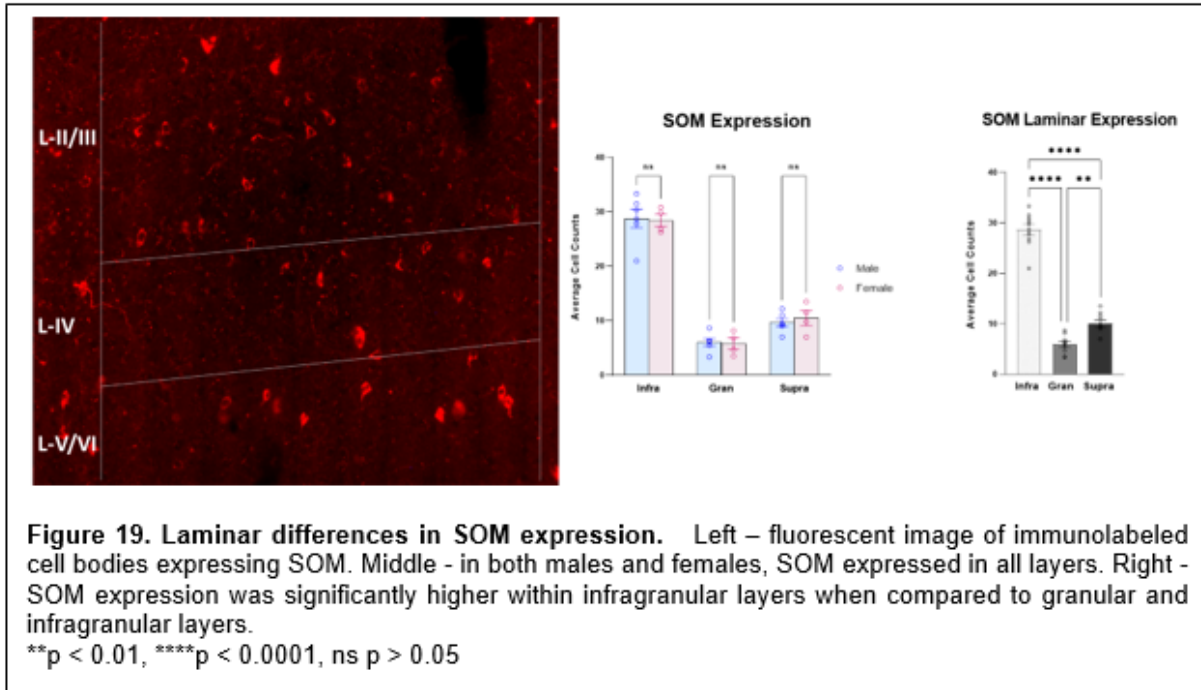 L-II/III
L-IV
L-V/VI
SOM Expression
Average Cell Counts
40
30
20
10
0
ns
ns
ns
Infra
Gran
Supra
Male
Female
SOM Laminar Expression
Average Cell Counts
40
30
20
10
0
****
**** **
Infra Gran Supra
Figure 19. Laminar differences in SOM expression. Left – fluorescent image of immunolabeled
cell bodies expressing SOM. Middle - in both males and females, SOM expressed in all layers. Right -
SOM expression was significantly higher within infragranular layers when compared to granular and
infragranular layers.
**p < 0.01, ****p < 0.0001, ns p > 0.05